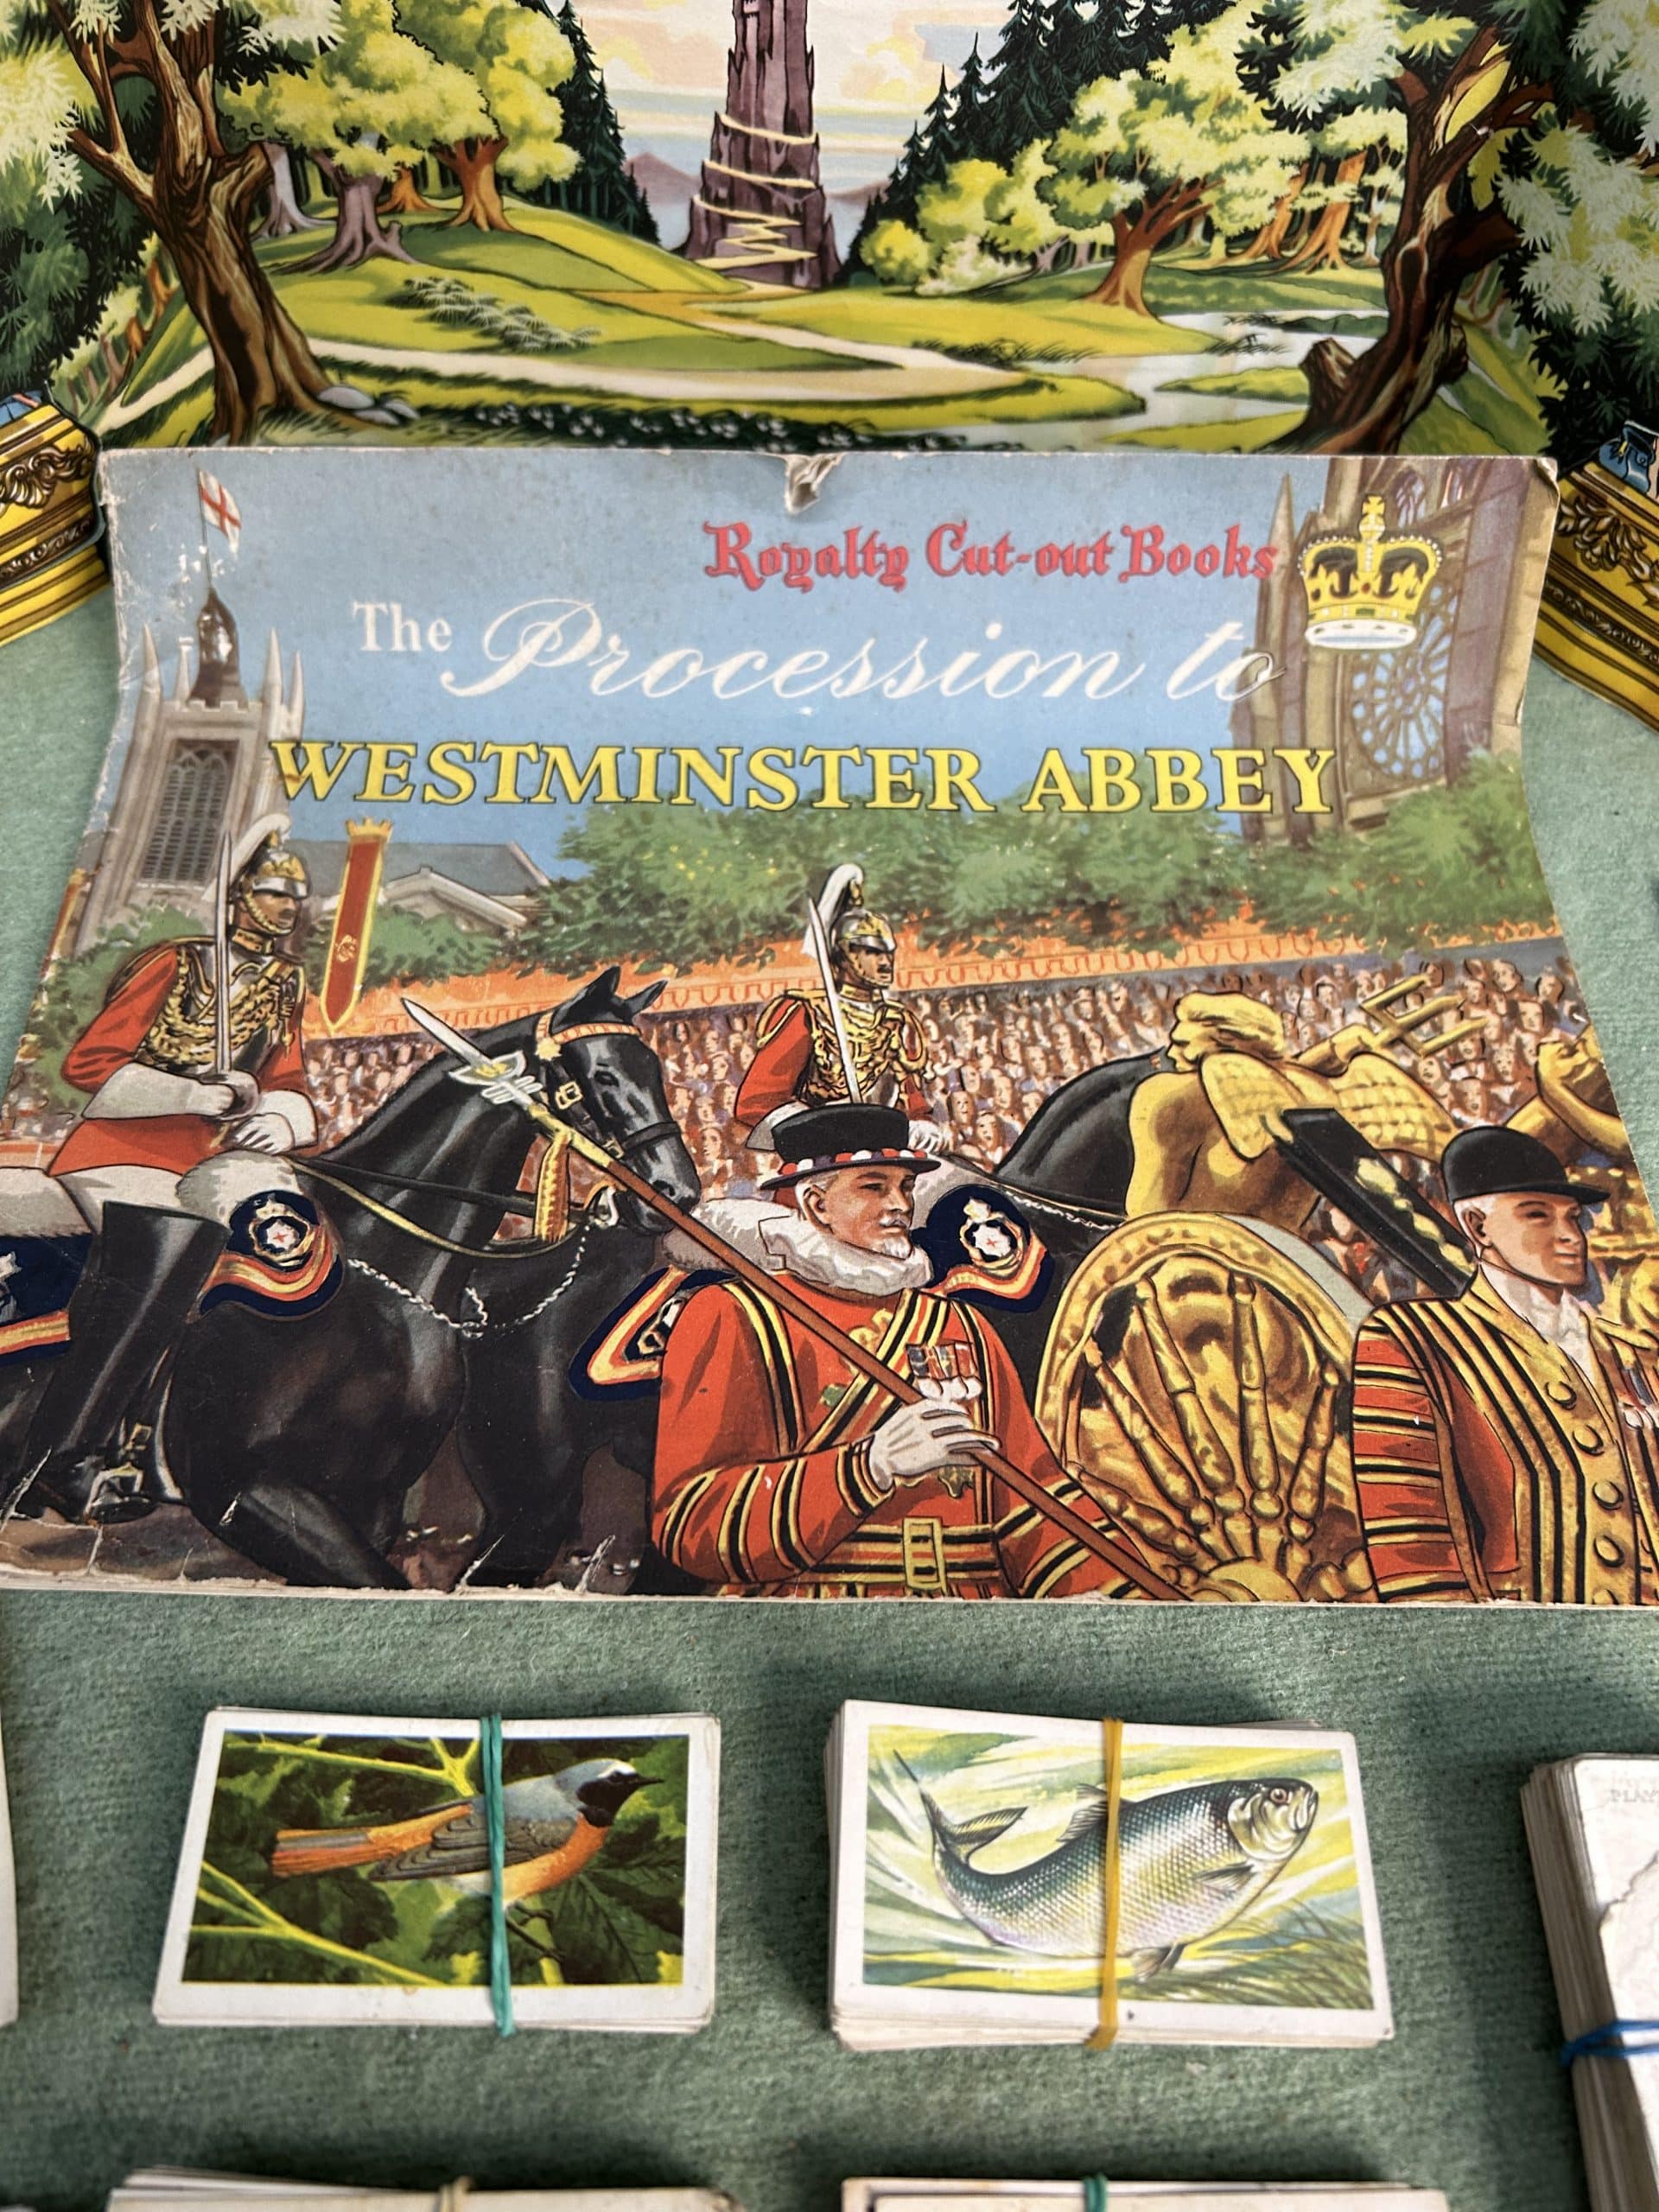 Royalty Cut-out Books
The Procession to
WESTMINSTER ABBEY